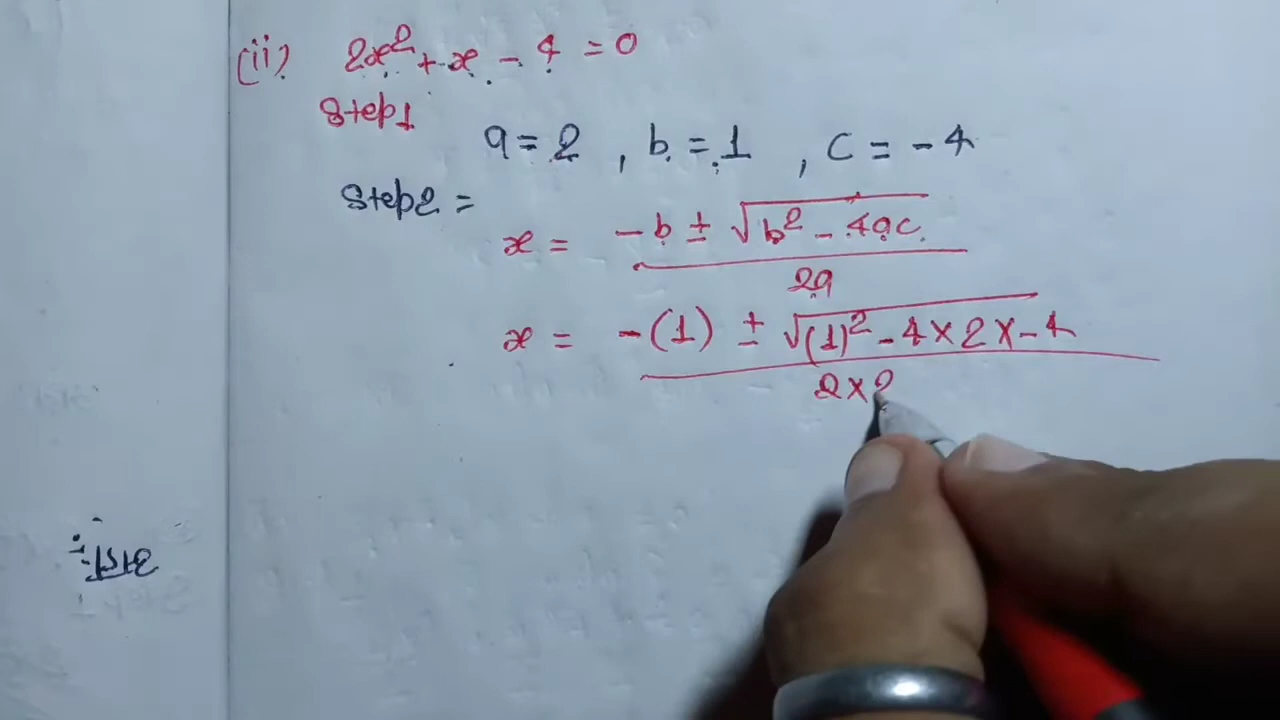 (ii) 2x² + x - 4 = 0
Step1
a = 2 , b = 1 , c = - 4
Step2 =
x = -b ± √b² - 4ac / 2a
x = -(1) ± √(1)² - 4 × 2 × - 4 / 2 × 2